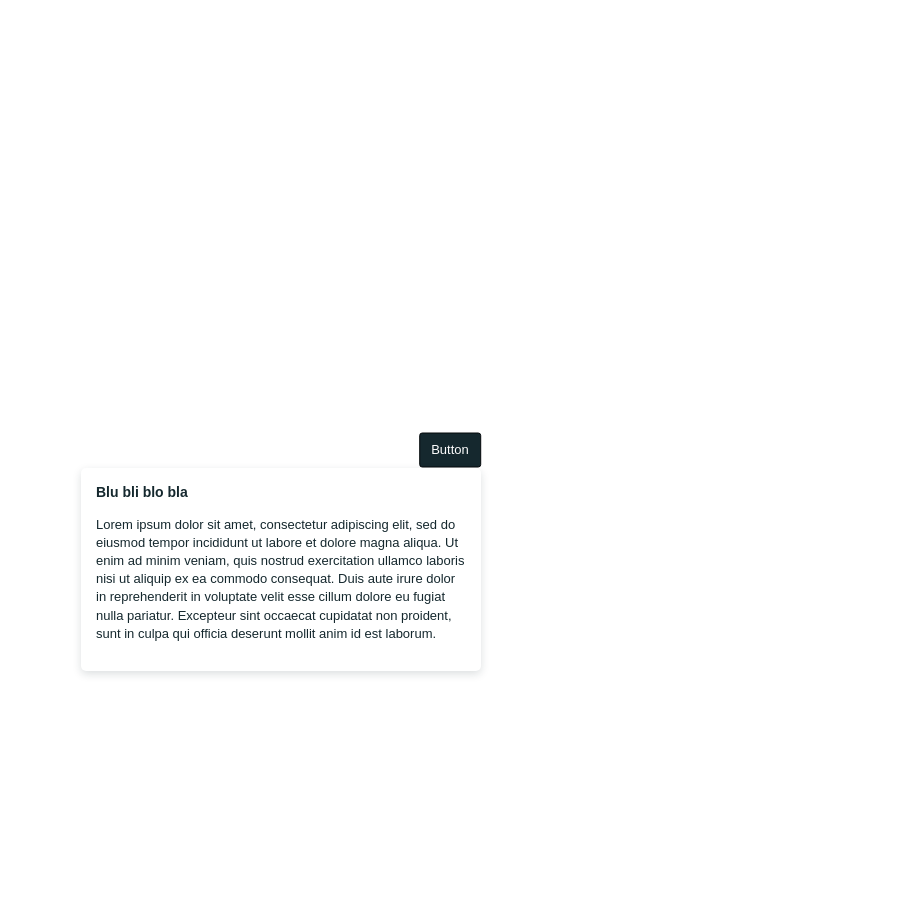 Button
Blu bli blo bla
Lorem ipsum dolor sit amet, consectetur adipiscing elit, sed do
eiusmod tempor incididunt ut labore et dolore magna aliqua. Ut
enim ad minim veniam, quis nostrud exercitation ullamco laboris
nisi ut aliquip ex ea commodo consequat. Duis aute irure dolor
in reprehenderit in voluptate velit esse cillum dolore eu fugiat
nulla pariatur. Excepteur sint occaecat cupidatat non proident,
sunt in culpa qui officia deserunt mollit anim id est laborum.